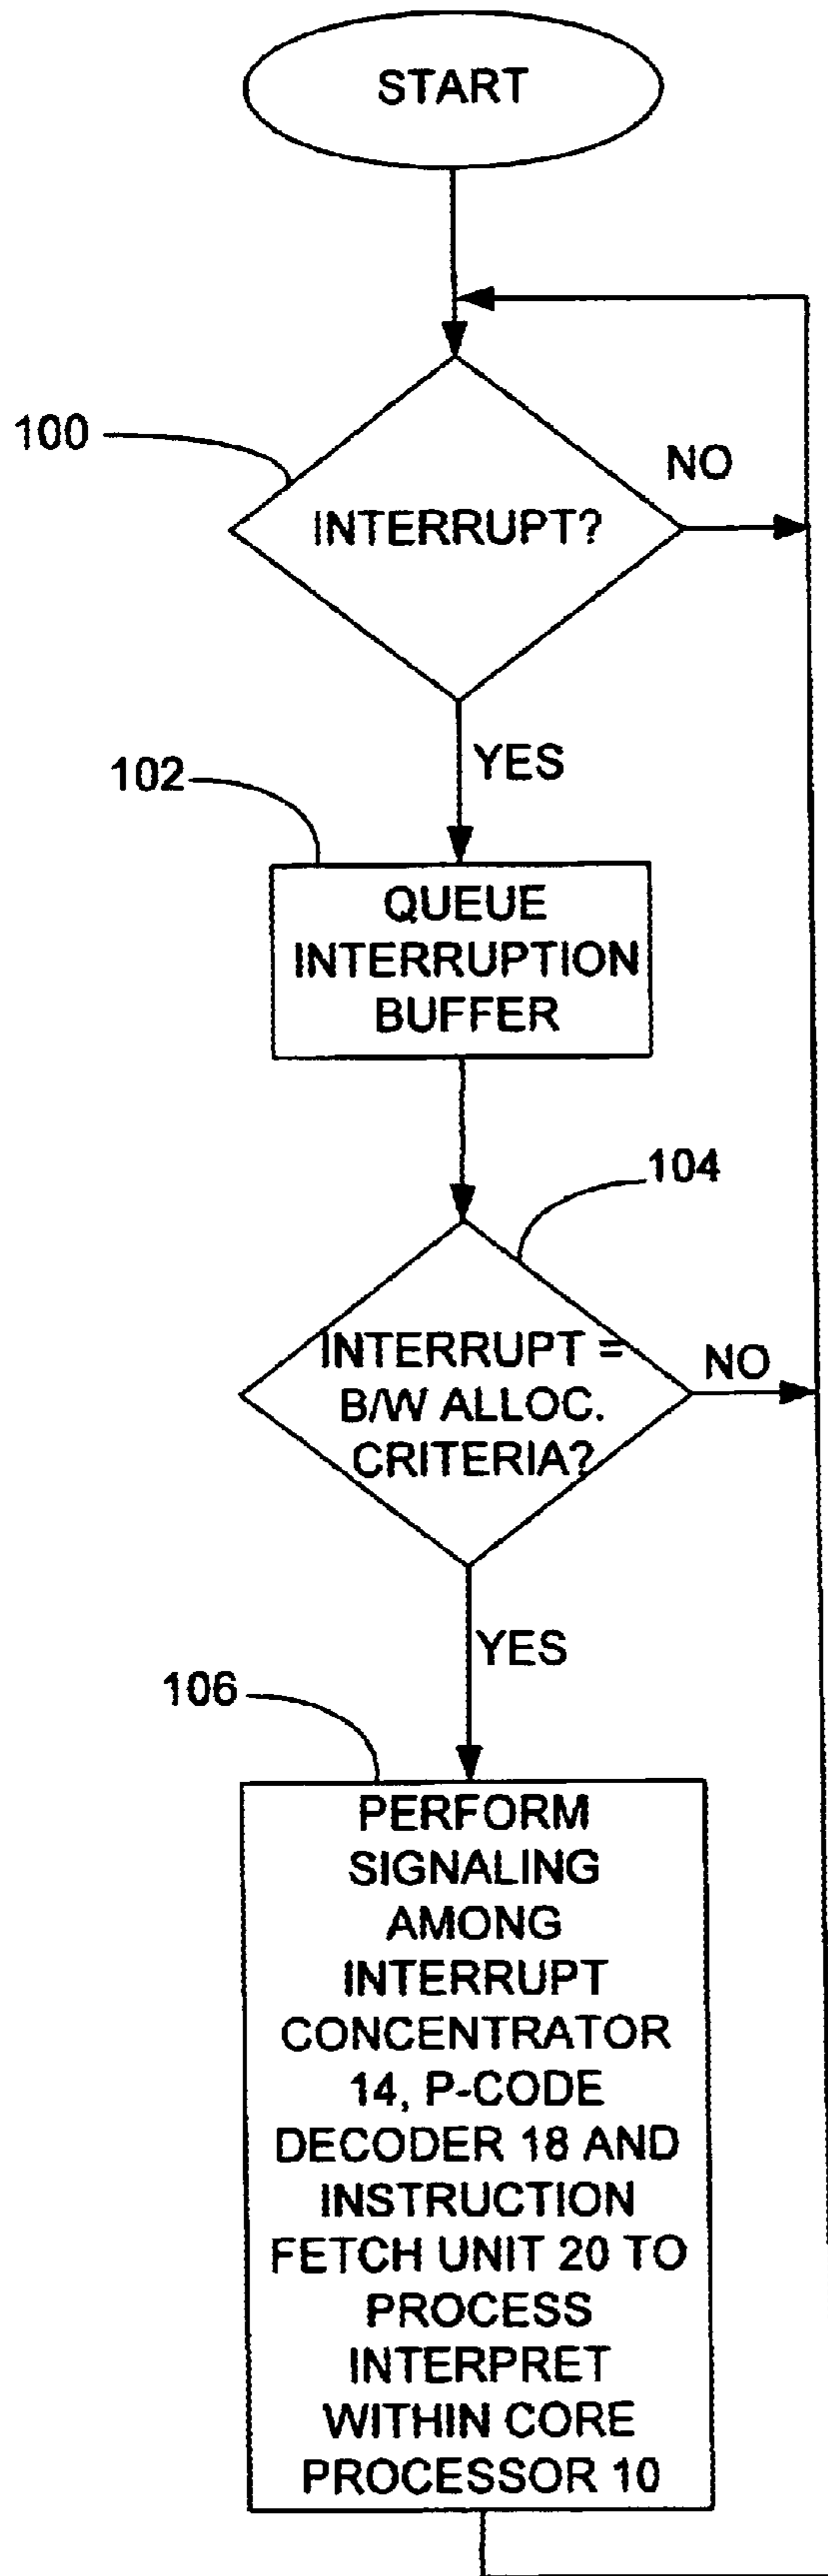 START
100
INTERRUPT?
NO
YES
102
QUEUE
INTERRUPTION
BUFFER
104
INTERRUPT =
B/W ALLOC.
CRITERIA?
NO
YES
106
PERFORM
SIGNALING
AMONG
INTERRUPT
CONCENTRATOR
14, P-CODE
DECODER 18 AND
INSTRUCTION
FETCH UNIT 20 TO
PROCESS
INTERPRET
WITHIN CORE
PROCESSOR 10